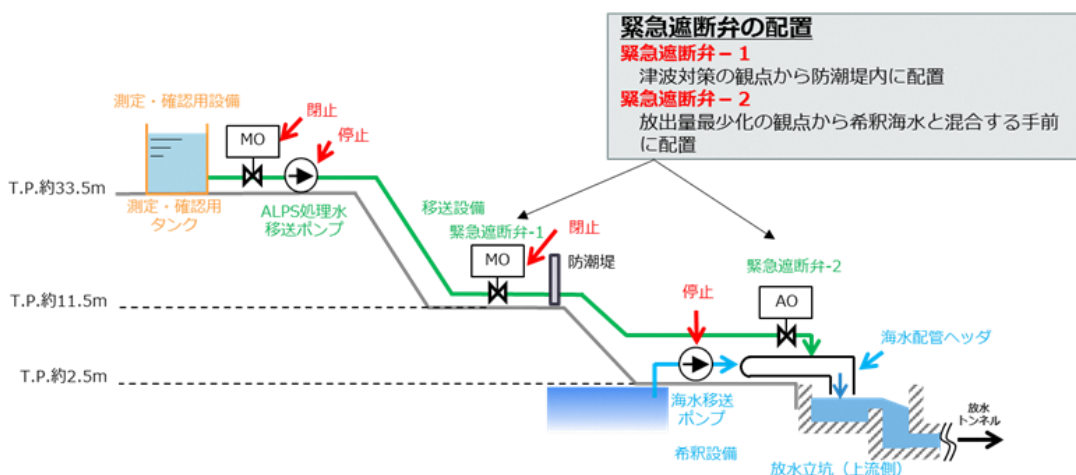 緊急遮断弁の配置
緊急遮断弁－1
津波対策の観点から防潮堤内に配置
緊急遮断弁－2
放出量最少化の観点から希釈海水と混合する手前
に配置
測定・確認用設備
MO
閉止
停止
T.P.約33.5m
測定・確認用
タンク
ALPS処理水
移送ポンプ
移送設備
緊急遮断弁-1
閉止
MO
防潮堤
緊急遮断弁-2
T.P.約11.5m
停止
AO
海水配管ヘッダ
T.P.約2.5m
海水移送
ポンプ
希釈設備
放水
トンネル
放水立坑（上流側）